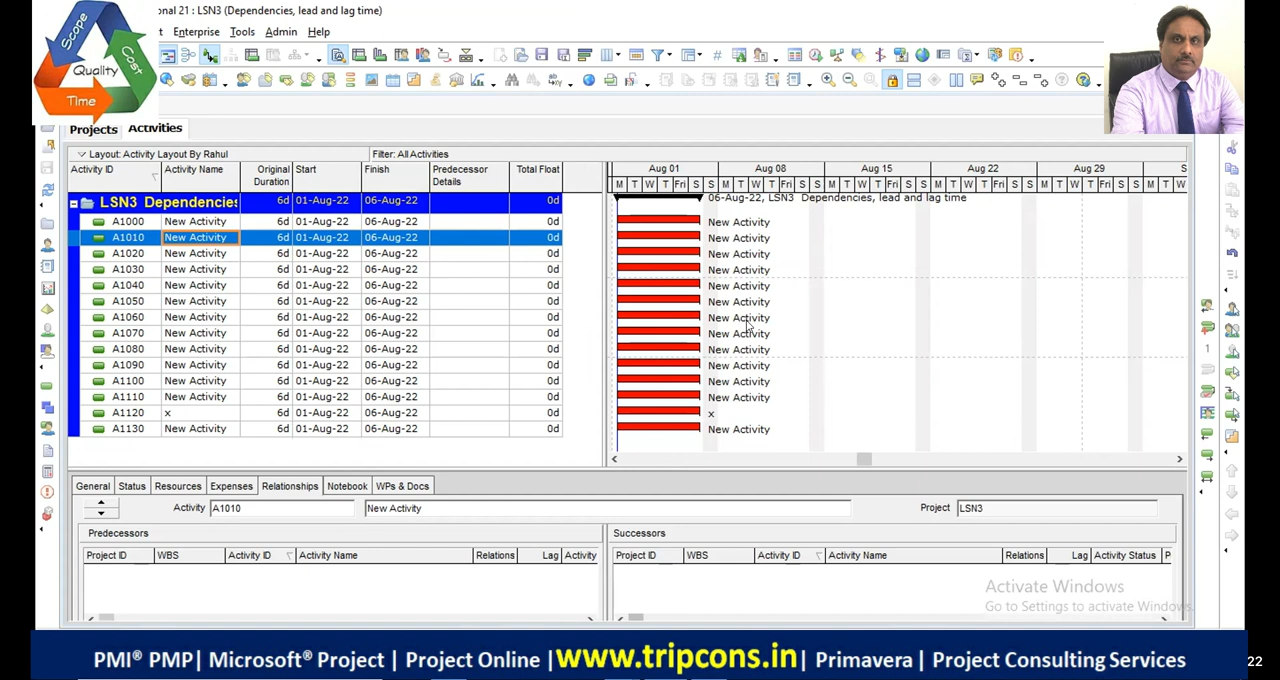 onal 21 : LSN3 (Dependencies, lead and lag time)
t Enterprise Tools Admin Help
Scope
Cost
Quality
Time
Projects Activities
Layout: Activity Layout By Rahul Filter: All Activities
Activity ID Activity Name Original Duration Start Finish Predecessor Details Total Float
Aug 01 Aug 08 Aug 15 Aug 22 Aug 29 S
M T W T Fri S S M T W T Fri S S M T W T Fri S S M T W T Fri S S M T W T Fri S S M T W
LSN3 Dependencies 6d 01-Aug-22 06-Aug-22 0d 06-Aug-22, LSN3 Dependencies, lead and lag time
A1000 New Activity 6d 01-Aug-22 06-Aug-22 0d New Activity
A1010 New Activity 6d 01-Aug-22 06-Aug-22 0d New Activity
A1020 New Activity 6d 01-Aug-22 06-Aug-22 0d New Activity
A1030 New Activity 6d 01-Aug-22 06-Aug-22 0d New Activity
A1040 New Activity 6d 01-Aug-22 06-Aug-22 0d New Activity
A1050 New Activity 6d 01-Aug-22 06-Aug-22 0d New Activity
A1060 New Activity 6d 01-Aug-22 06-Aug-22 0d New Activity
A1070 New Activity 6d 01-Aug-22 06-Aug-22 0d New Activity
A1080 New Activity 6d 01-Aug-22 06-Aug-22 0d New Activity
A1090 New Activity 6d 01-Aug-22 06-Aug-22 0d New Activity
A1100 New Activity 6d 01-Aug-22 06-Aug-22 0d New Activity
A1110 New Activity 6d 01-Aug-22 06-Aug-22 0d New Activity
A1120 x 6d 01-Aug-22 06-Aug-22 0d x
A1130 New Activity 6d 01-Aug-22 06-Aug-22 0d New Activity
General Status Resources Expenses Relationships Notebook WPs & Docs
Activity A1010 New Activity Project LSN3
Predecessors Successors
Project ID WBS Activity ID Activity Name Relations Lag Activity Project ID WBS Activity ID Activity Name Relations Lag Activity Status P
Activate Windows
Go to Settings to activate Windows.
PMI® PMP| Microsoft® Project | Project Online |www.tripcons.in| Primavera | Project Consulting Services
22